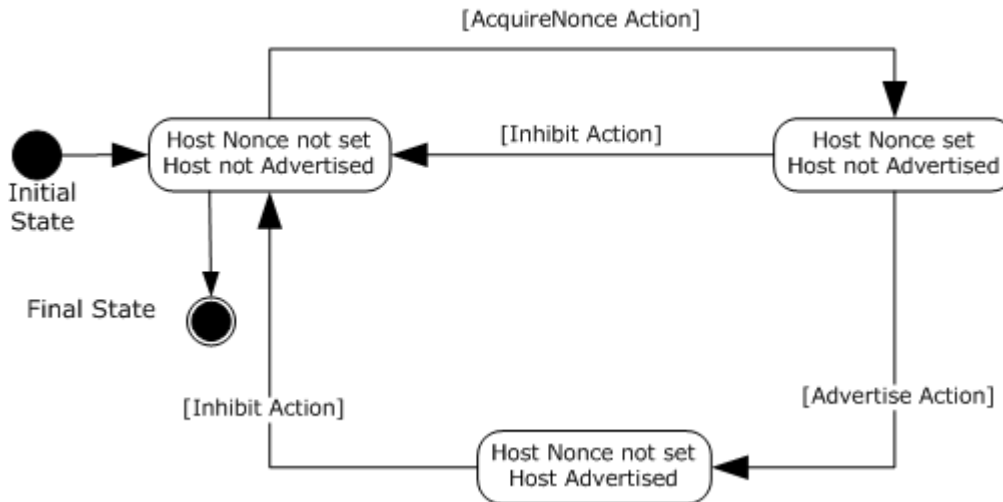 [AcquireNonce Action]
Host Nonce not set
Host not Advertised
[Inhibit Action]
Host Nonce set
Host not Advertised
Initial
State
Final State
[Inhibit Action]
[Advertise Action]
Host Nonce not set
Host Advertised